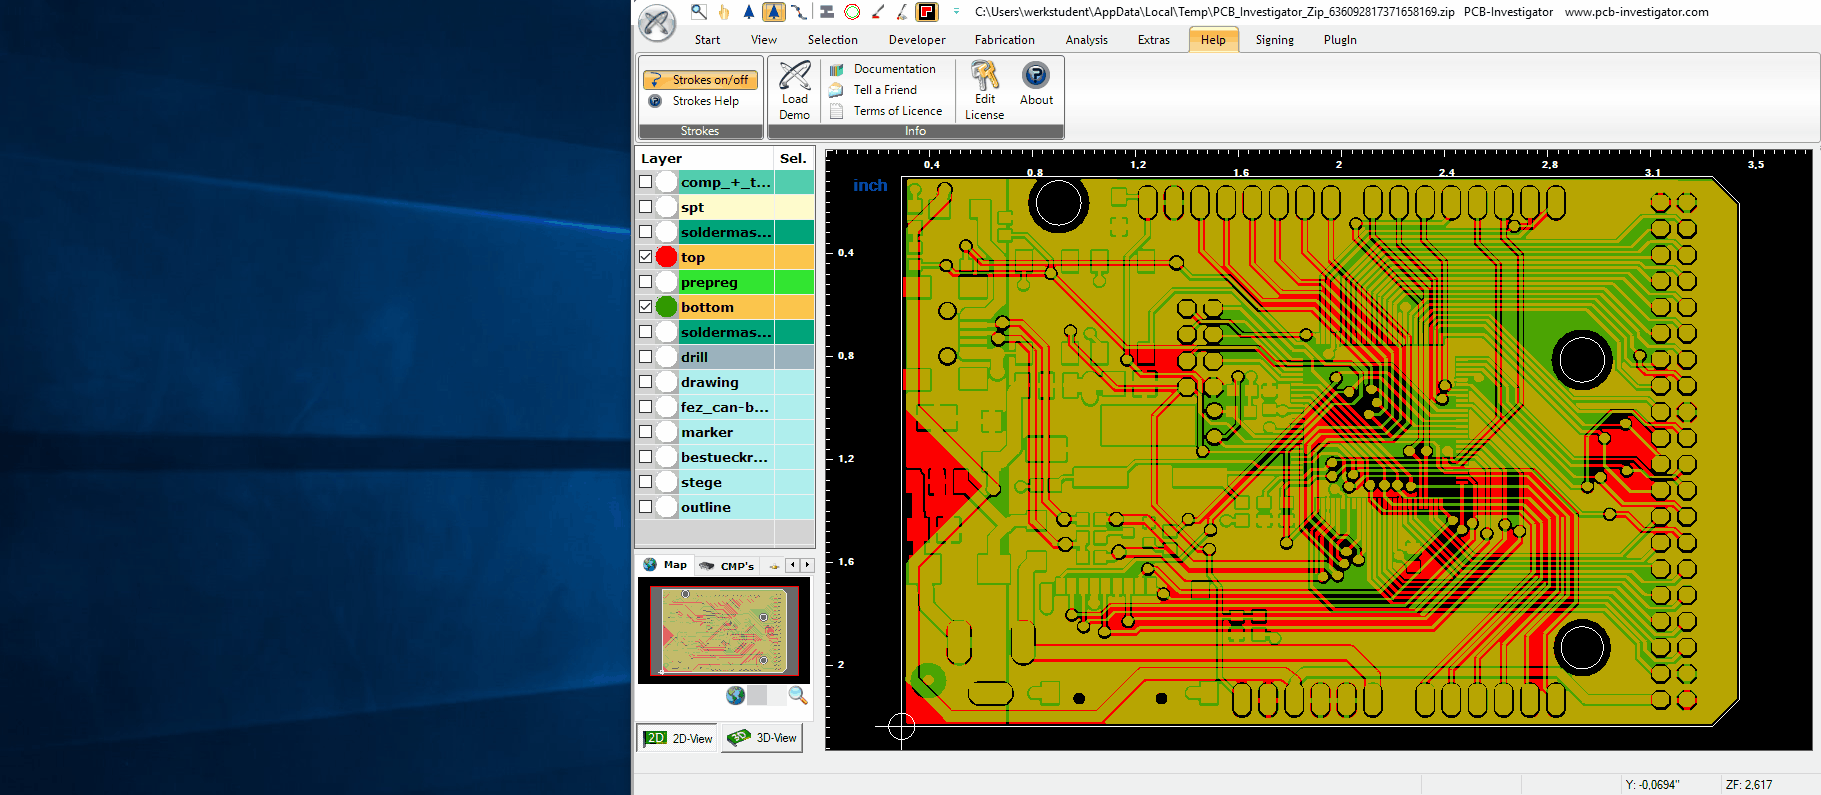 C:\Users\werkstudent\AppData\Local\Temp\PCB_Investigator_Zip_636092817371658169.zip PCB-Investigator www.pcb-investigator.com
Start View Selection Developer Fabrication Analysis Extras Help Signing PlugIn
Strokes on/off
Strokes Help
Strokes
Load Demo
Documentation
Tell a Friend
Terms of Licence
Edit License
About
Info
Layer Sel.
comp_+_t...
spt
soldermas...
top
prepreg
bottom
soldermas...
drill
drawing
fez_can-b...
marker
bestueckr...
stege
outline
Map CMP's
2D 2D-View
3D 3D-View
inch
0.4 0.8 1.2 1.6 2 2.4 2.8 3.1 3.5
0.4
0.8
1.2
1.6
2
Y: -0,0694" ZF: 2,617